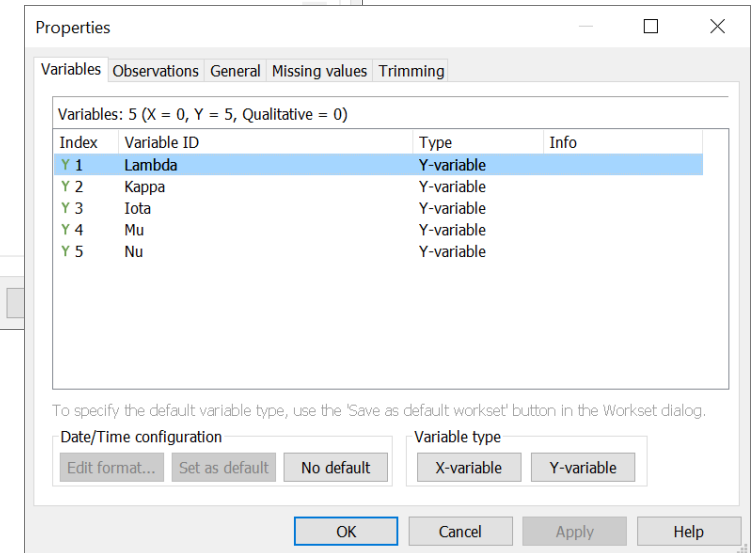 Properties
Variables Observations General Missing values Trimming
Variables: 5 (X = 0, Y = 5, Qualitative = 0)
Index Variable ID Type Info
Y 1 Lambda Y-variable
Y 2 Kappa Y-variable
Y 3 Iota Y-variable
Y 4 Mu Y-variable
Y 5 Nu Y-variable
To specify the default variable type, use the 'Save as default workset' button in the Workset dialog.
Date/Time configuration Variable type
Edit format... Set as default No default X-variable Y-variable
OK Cancel Apply Help